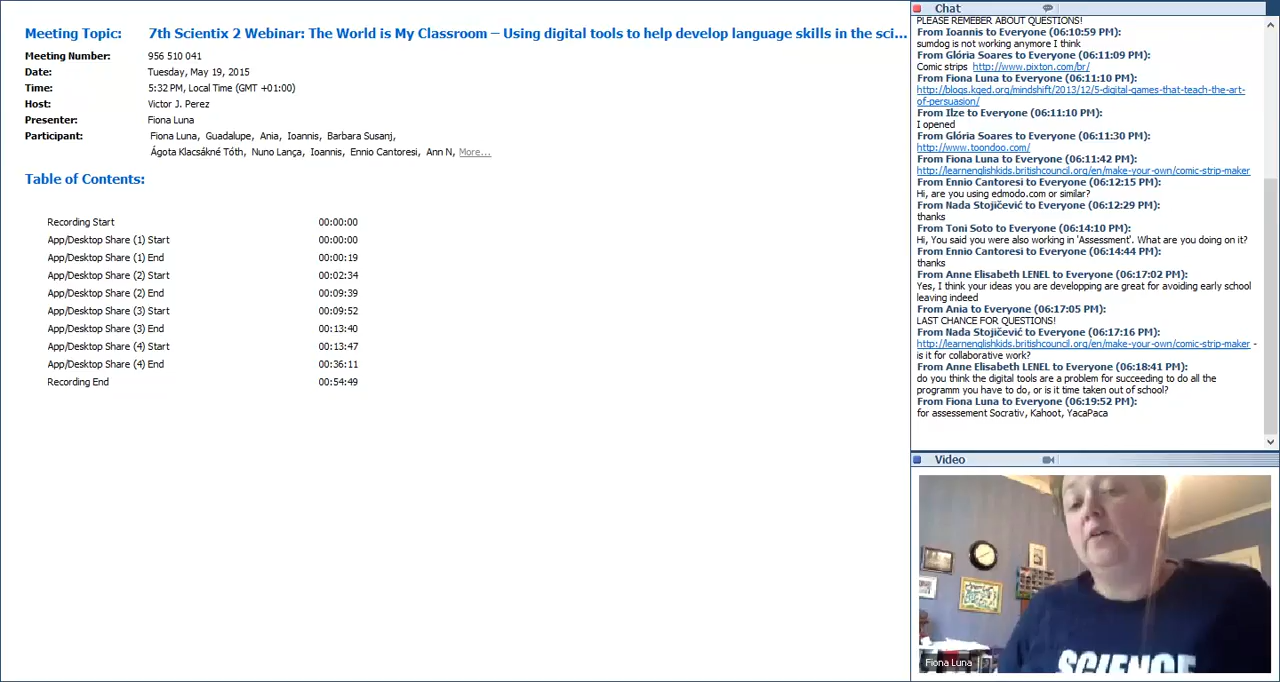 Meeting Topic: 7th Scientix 2 Webinar: The World is My Classroom – Using digital tools to help develop language skills in the sci...
Meeting Number: 956 510 041
Date: Tuesday, May 19, 2015
Time: 5:32 PM, Local Time (GMT +01:00)
Host: Victor J. Perez
Presenter: Fiona Luna
Participant: Fiona Luna, Guadalupe, Ania, Ioannis, Barbara Susanj,
Ágota Klacsákné Tóth, Nuno Lança, Ioannis, Ennio Cantoresi, Ann N, More...
Table of Contents:
Recording Start 00:00:00
App/Desktop Share (1) Start 00:00:00
App/Desktop Share (1) End 00:00:19
App/Desktop Share (2) Start 00:02:34
App/Desktop Share (2) End 00:09:39
App/Desktop Share (3) Start 00:09:52
App/Desktop Share (3) End 00:13:40
App/Desktop Share (4) Start 00:13:47
App/Desktop Share (4) End 00:36:11
Recording End 00:54:49
Chat
PLEASE REMEBER ABOUT QUESTIONS!
From Ioannis to Everyone (06:10:59 PM):
sumdog is not working anymore I think
From Glória Soares to Everyone (06:11:09 PM):
Comic strips http://www.pixton.com/br/
From Fiona Luna to Everyone (06:11:10 PM):
http://blogs.kqed.org/mindshift/2013/12/5-digital-games-that-teach-the-art-
of-persuasion/
From Ilze to Everyone (06:11:10 PM):
I opened
From Glória Soares to Everyone (06:11:30 PM):
http://www.toondoo.com/
From Fiona Luna to Everyone (06:11:42 PM):
http://learnenglishkids.britishcouncil.org/en/make-your-own/comic-strip-maker
From Ennio Cantoresi to Everyone (06:12:15 PM):
Hi, are you using edmodo.com or similar?
From Nada Stojičević to Everyone (06:12:29 PM):
thanks
From Toni Soto to Everyone (06:14:10 PM):
Hi, You said you were also working in 'Assessment'. What are you doing on it?
From Ennio Cantoresi to Everyone (06:14:44 PM):
thanks
From Anne Elisabeth LENEL to Everyone (06:17:02 PM):
Yes, I think your ideas you are developping are great for avoiding early school
leaving indeed
From Ania to Everyone (06:17:05 PM):
LAST CHANCE FOR QUESTIONS!
From Nada Stojičević to Everyone (06:17:16 PM):
http://learnenglishkids.britishcouncil.org/en/make-your-own/comic-strip-maker -
is it for collaborative work?
From Anne Elisabeth LENEL to Everyone (06:18:41 PM):
do you think the digital tools are a problem for succeeding to do all the
programm you have to do, or is it time taken out of school?
From Fiona Luna to Everyone (06:19:52 PM):
for assessement Socrativ, Kahoot, YacaPaca
Video
Fiona Luna
SCIENCE